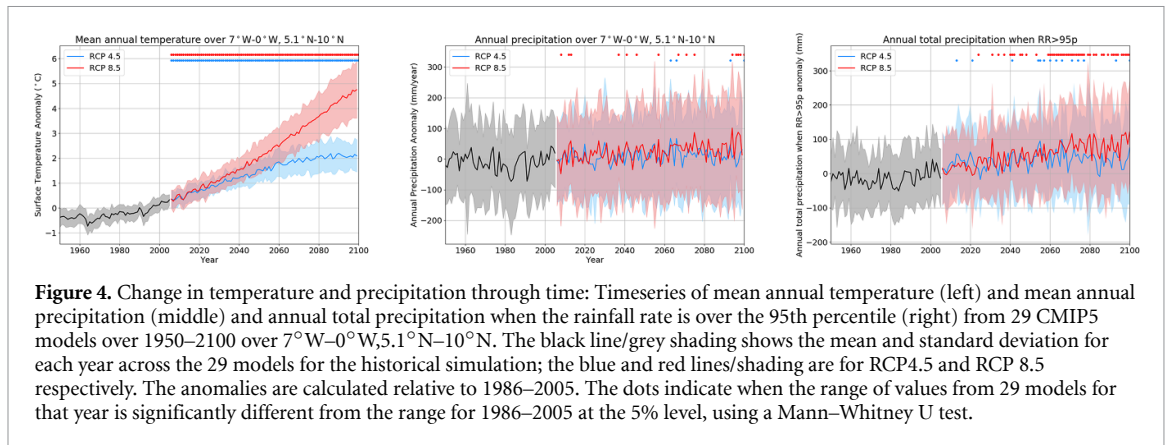 Mean annual temperature over 7°W-0°W, 5.1°N-10°N
RCP 4.5
RCP 8.5
Surface Temperature Anomaly (°C)
6
5
4
3
2
1
0
−1
1960 1980 2000 2020 2040 2060 2080 2100
Year
Annual precipitation over 7°W-0°W, 5.1°N-10°N
RCP 4.5
RCP 8.5
Annual Precipitation Anomaly (mm/year)
300
200
100
0
−100
−200
1960 1980 2000 2020 2040 2060 2080 2100
Year
Annual total precipitation when RR>95p
RCP 4.5
RCP 8.5
Annual total precipitation when RR>95p anomaly (mm)
300
200
100
0
−100
−200
1960 1980 2000 2020 2040 2060 2080 2100
Figure 4. Change in temperature and precipitation through time: Timeseries of mean annual temperature (left) and mean annual
precipitation (middle) and annual total precipitation when the rainfall rate is over the 95th percentile (right) from 29 CMIP5
models over 1950–2100 over 7°W–0°W,5.1°N–10°N. The black line/grey shading shows the mean and standard deviation for
each year across the 29 models for the historical simulation; the blue and red lines/shading are for RCP4.5 and RCP 8.5
respectively. The anomalies are calculated relative to 1986–2005. The dots indicate when the range of values from 29 models for
that year is significantly different from the range for 1986–2005 at the 5% level, using a Mann–Whitney U test.